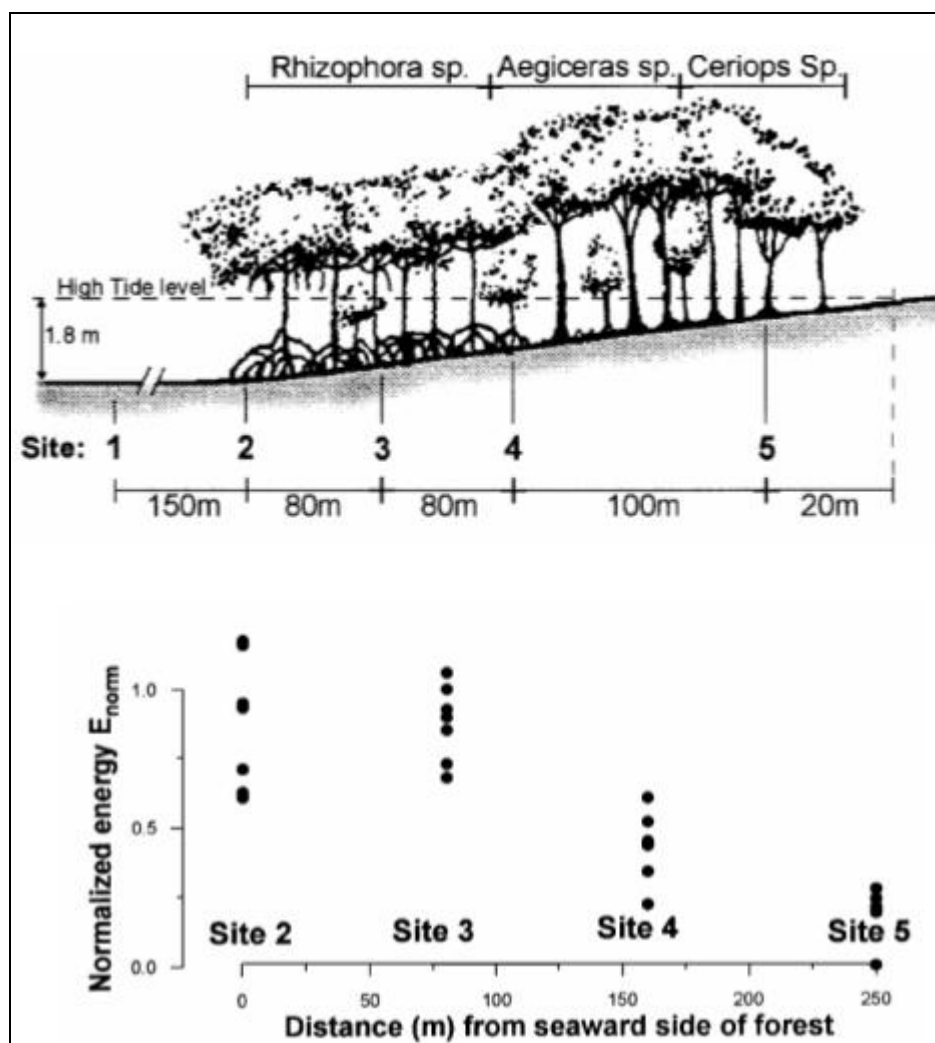 Rhizophora sp. Aegiceras sp. Ceriops Sp.
High Tide level
1.8 m
Site: 1 2 3 4 5
150m 80m 80m 100m 20m
Normalized energy Enorm
1.0
0.5
0.0
Site 2 Site 3 Site 4 Site 5
0 50 100 150 200 250
Distance (m) from seaward side of forest